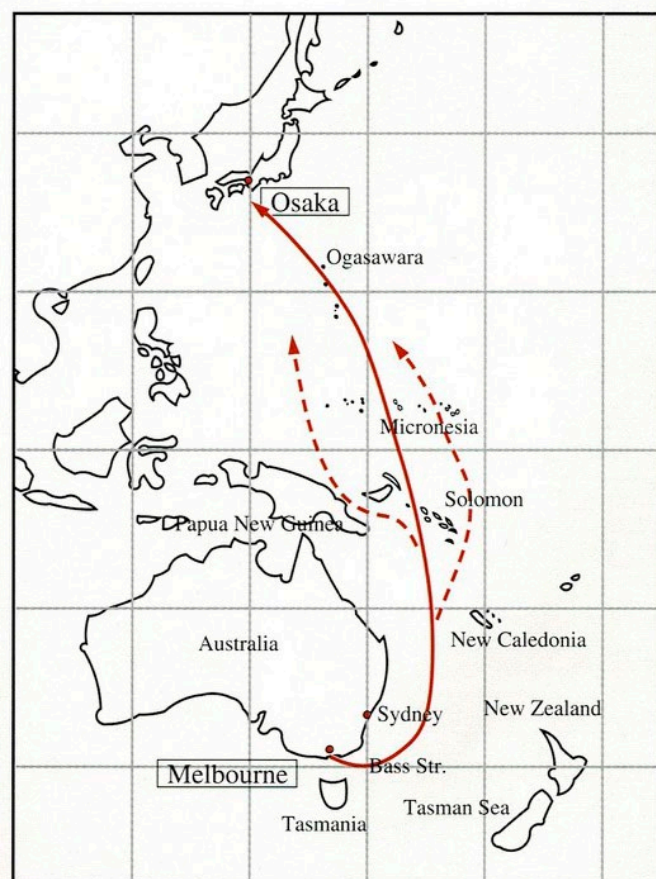 Osaka
Ogasawara
Micronesia
Solomon
Papua New Guinea
New Caledonia
Australia
New Zealand
Sydney
Bass Str.
Melbourne
Tasman Sea
Tasmania